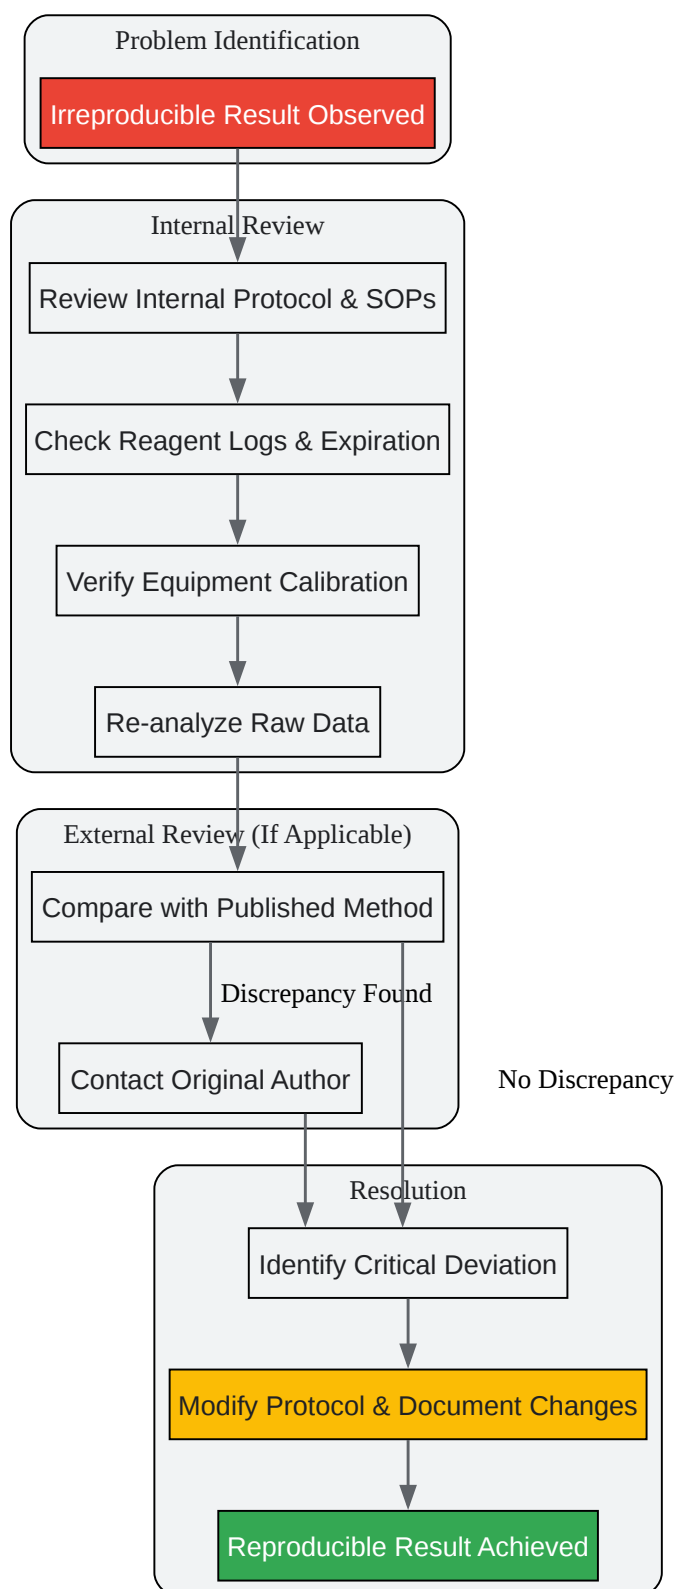 Problem Identification
Irreproducible Result Observed
Internal Review
Review Internal Protocol & SOPs
Check Reagent Logs & Expiration
Verify Equipment Calibration
Re-analyze Raw Data
External Review (If Applicable)
Compare with Published Method
Discrepancy Found
Contact Original Author
No Discrepancy
Resolution
Identify Critical Deviation
Modify Protocol & Document Changes
Reproducible Result Achieved